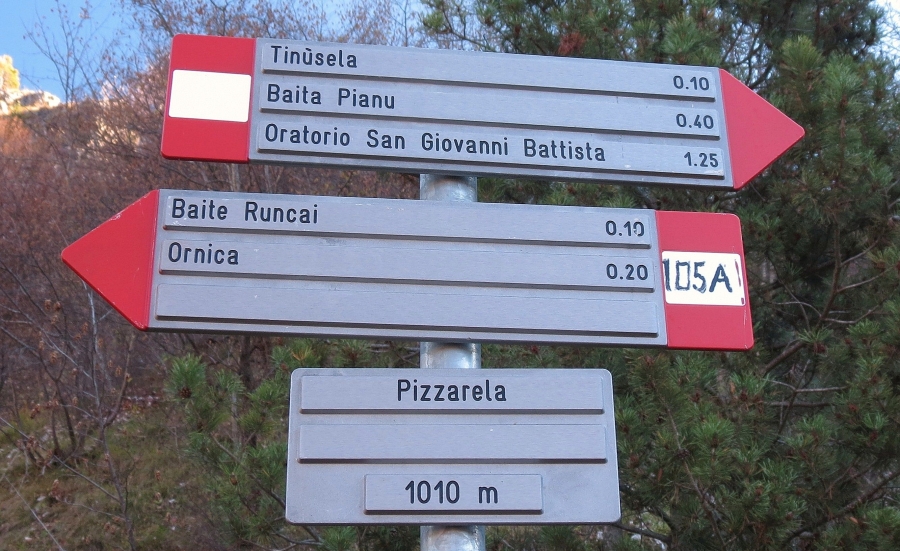 Tinùsela 0.10
Baita Pianu 0.40
Oratorio San Giovanni Battista 1.25
Baite Runcai 0.10
Ornica 0.20
105A
Pizzarela
1010 m